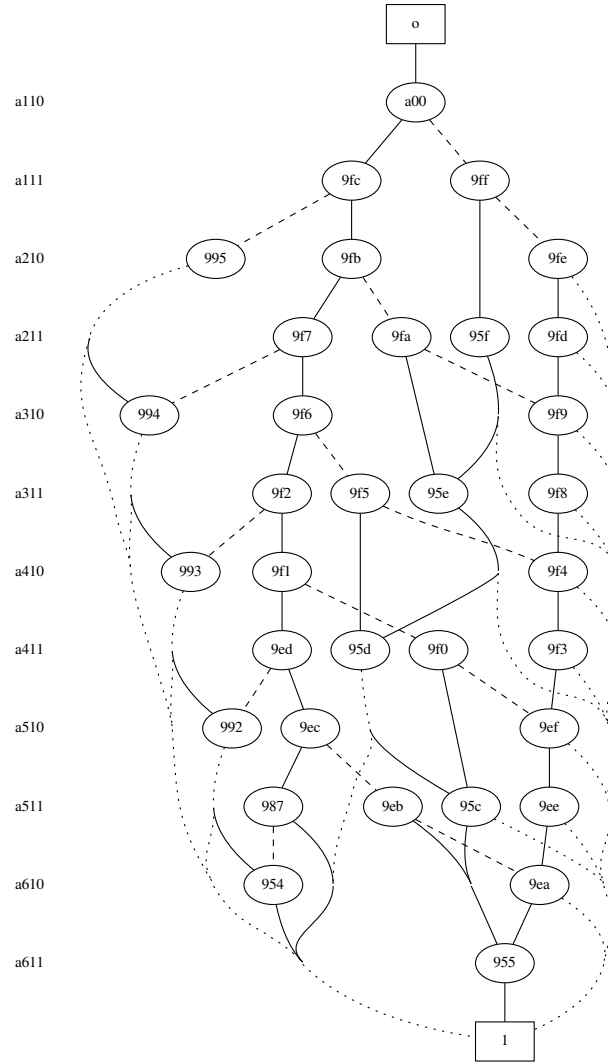 o
a110 a00
a111 9fc 9ff
a210 995 9fb 9fe
a211 9f7 9fa 95f 9fd
a310 994 9f6 9f9
a311 9f2 9f5 95e 9f8
a410 993 9f1 9f4
a411 9ed 95d 9f0 9f3
a510 992 9ec 9ef
a511 987 9eb 95c 9ee
a610 954 9ea
a611 955
1